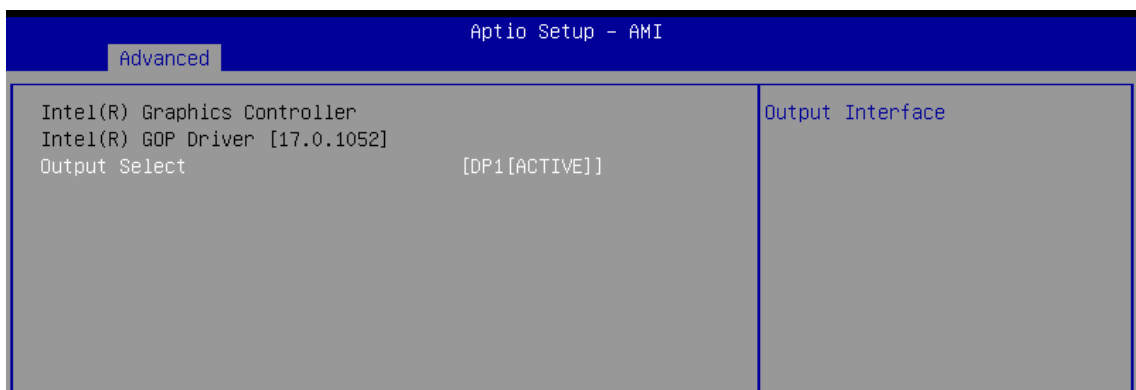 Aptio Setup – AMI
Advanced
Intel(R) Graphics Controller
Intel(R) GOP Driver [17.0.1052]
Output Select [DP1[ACTIVE]]
Output Interface